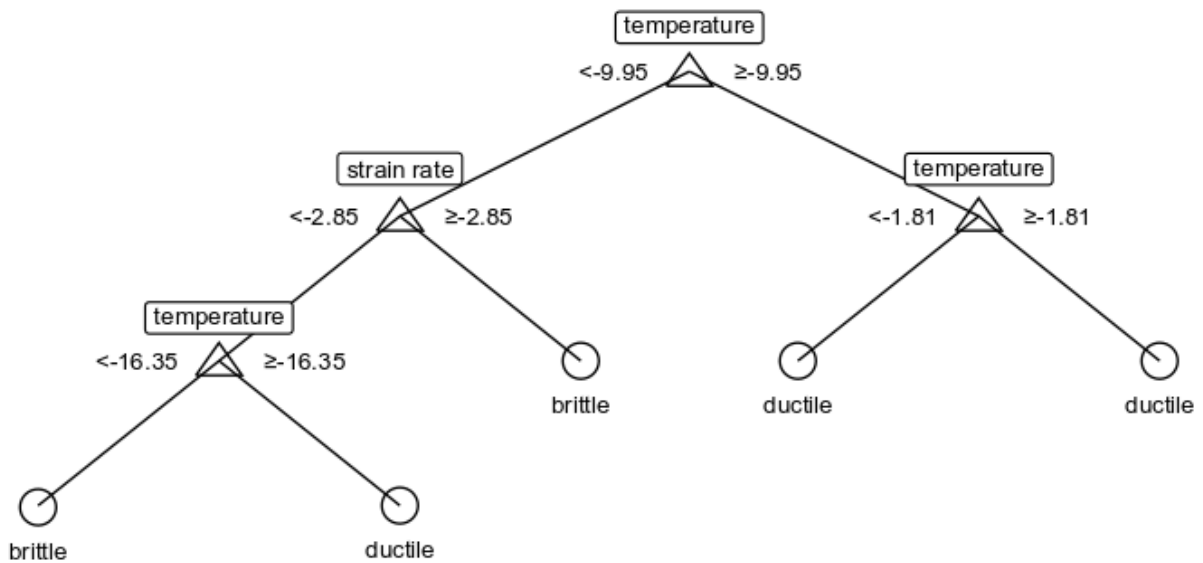 temperature
<-9.95 ≥-9.95
strain rate
temperature
<-2.85 ≥-2.85
<-1.81 ≥-1.81
temperature
<-16.35 ≥-16.35
brittle
ductile
ductile
brittle
ductile